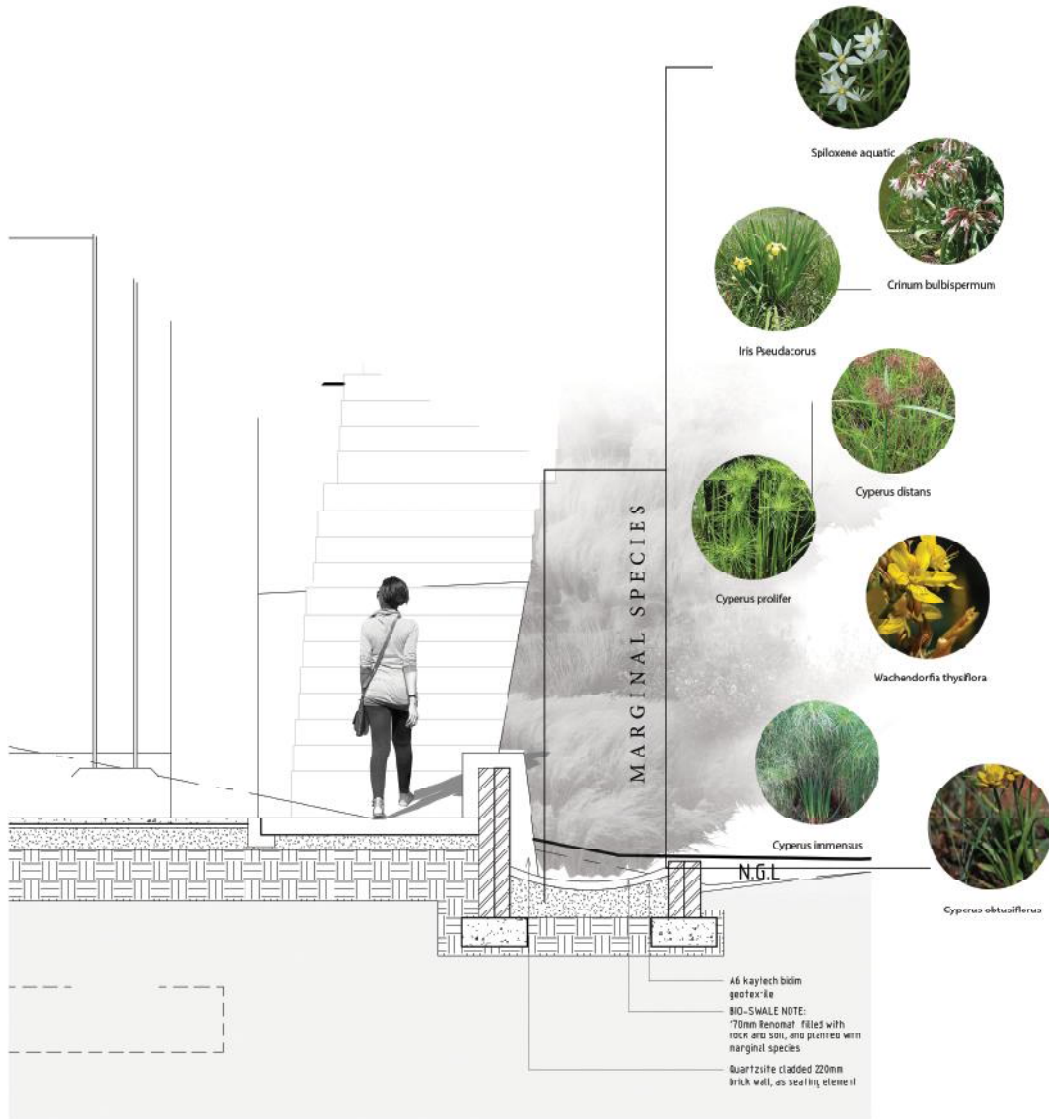 Spiloxene aquatic
Crinum bulbispermum
Iris Pseudacorus
Cyperus distans
Cyperus prolifer
MARGINAL SPECIES
Wachendorfia thysiflora
Cyperus immensus
N.G.L
Cyperus obtusiflorus
A6 kaytech bidim
geotextile
BIO-SWALE NOTE:
170mm Renomat filled with
rock and soil, and planted with
marginal species
Quartzsite cladded 220mm
brick wall, as seating element